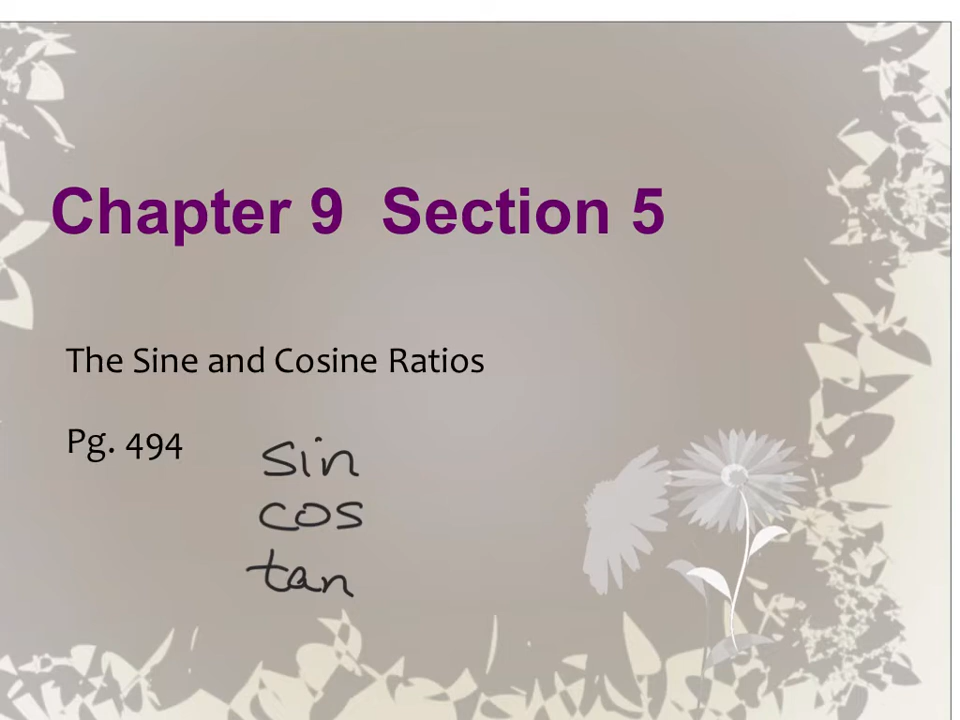 Chapter 9 Section 5
The Sine and Cosine Ratios
Pg. 494
sin
cos
tan